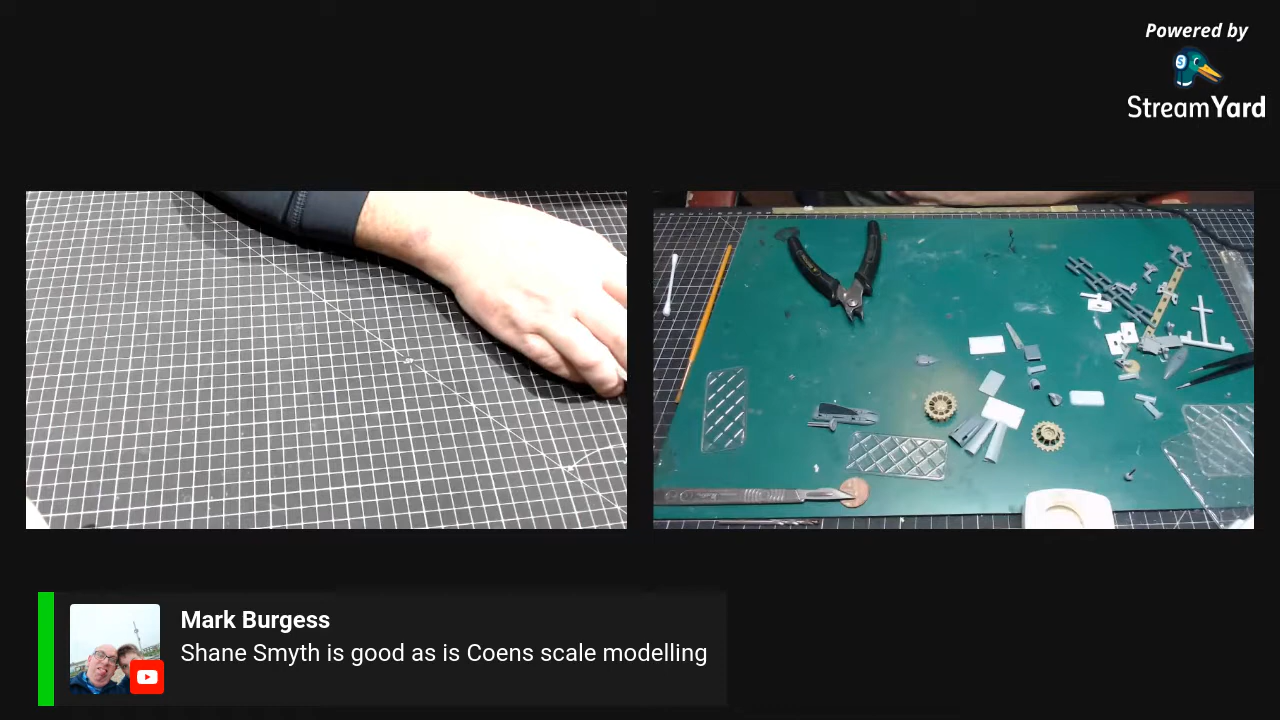 Powered by
StreamYard
Mark Burgess
Shane Smyth is good as is Coens scale modelling